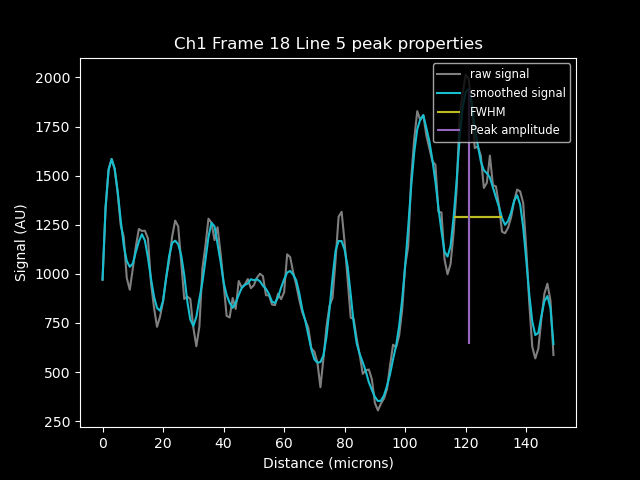 Ch1 Frame 18 Line 5 peak properties
raw signal
smoothed signal
FWHM
Peak amplitude
Signal (AU)
2000
1750
1500
1250
1000
750
500
250
0 20 40 60 80 100 120 140
Distance (microns)